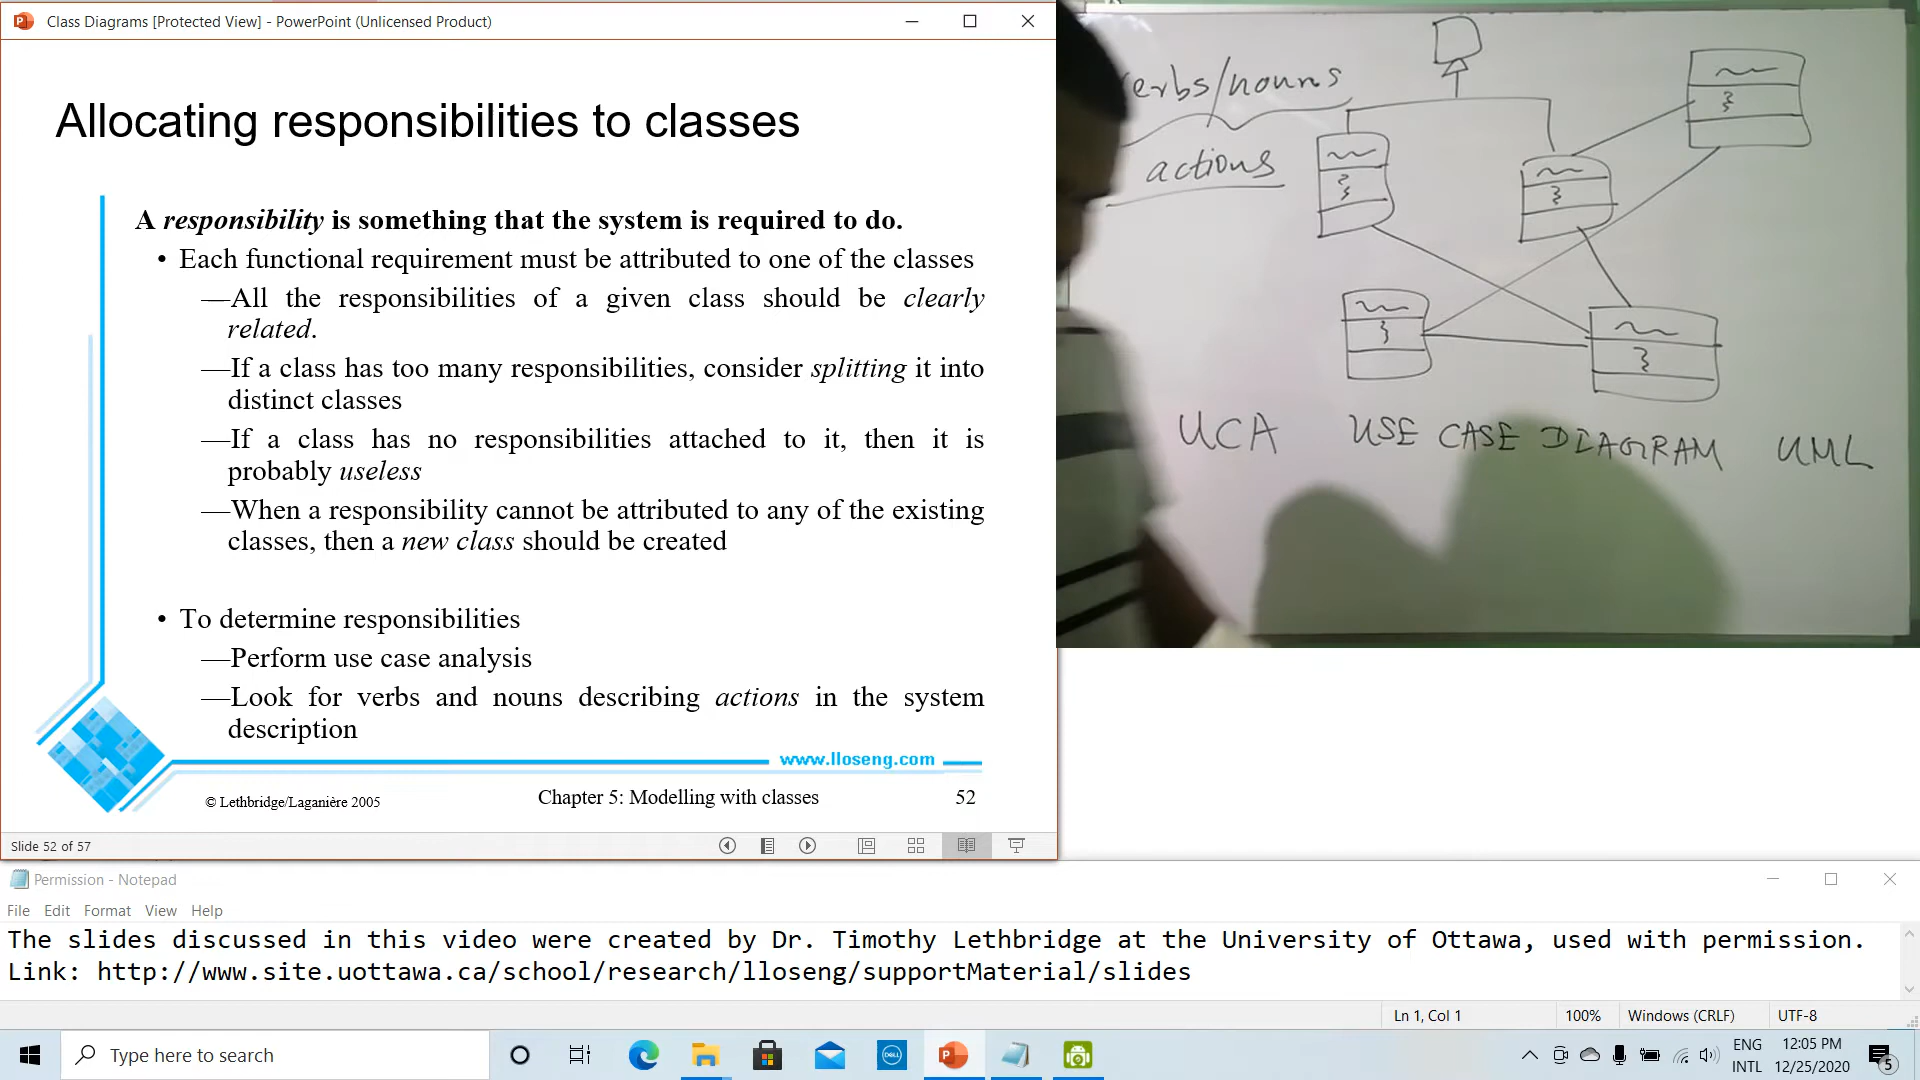 Class Diagrams [Protected View] - PowerPoint (Unlicensed Product)
Allocating responsibilities to classes
A responsibility is something that the system is required to do.
• Each functional requirement must be attributed to one of the classes
—All the responsibilities of a given class should be clearly
related.
—If a class has too many responsibilities, consider splitting it into
distinct classes
—If a class has no responsibilities attached to it, then it is
probably useless
—When a responsibility cannot be attributed to any of the existing
classes, then a new class should be created
• To determine responsibilities
—Perform use case analysis
—Look for verbs and nouns describing actions in the system
description
www.lloseng.com
© Lethbridge/Laganière 2005
Chapter 5: Modelling with classes
52
Slide 52 of 57
erbs/nouns
actions
UCA USE CASE DIAGRAM UML
Permission - Notepad
File Edit Format View Help
The slides discussed in this video were created by Dr. Timothy Lethbridge at the University of Ottawa, used with permission.
Link: http://www.site.uottawa.ca/school/research/lloseng/supportMaterial/slides
Ln 1, Col 1 100% Windows (CRLF) UTF-8
Type here to search
DELL
ENG
INTL
12:05 PM
12/25/2020
5